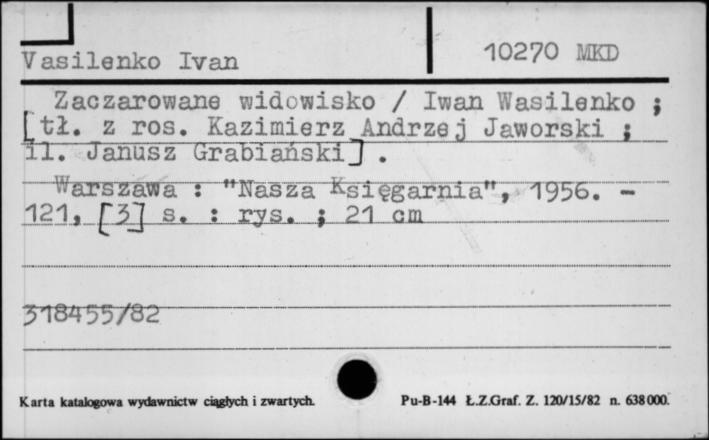 Vasilenko Ivan
10270 MKD
Zaczarowane widowisko / Iwan Wasilenko ;
[tł. z ros. Kazimierz Andrzej Jaworski ;
il. Janusz Grabiański] .
Warszawa : "Nasza Księgarnia", 1956. -
121, [3] s. : rys. ; 21 cm
318455/82
Karta katalogowa wydawnictw ciągłych i zwartych.
Pu-B-144 Ł.Z.Graf. Z. 120/15/82 n. 638000.